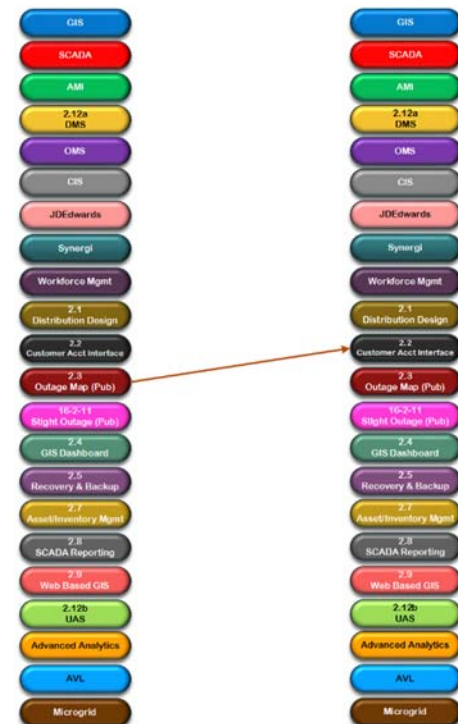 GIS
SCADA
AMI
2.12a
DMS
OMS
CIS
JDEdwards
Synergi
Workforce Mgmt
2.1
Distribution Design
2.2
Customer Acct Interface
2.3
Outage Map (Pub)
16-2-11
Stlight Outage (Pub)
2.4
GIS Dashboard
2.5
Recovery & Backup
2.7
Asset/Inventory Mgmt
2.8
SCADA Reporting
2.9
Web Based GIS
2.12b
UAS
Advanced Analytics
AVL
Microgrid
GIS
SCADA
AMI
2.12a
DMS
OMS
CIS
JDEdwards
Synergi
Workforce Mgmt
2.1
Distribution Design
2.2
Customer Acct Interface
2.3
Outage Map (Pub)
16-2-11
Stlight Outage (Pub)
2.4
GIS Dashboard
2.5
Recovery & Backup
2.7
Asset/Inventory Mgmt
2.8
SCADA Reporting
2.9
Web Based GIS
2.12b
UAS
Advanced Analytics
AVL
Microgrid